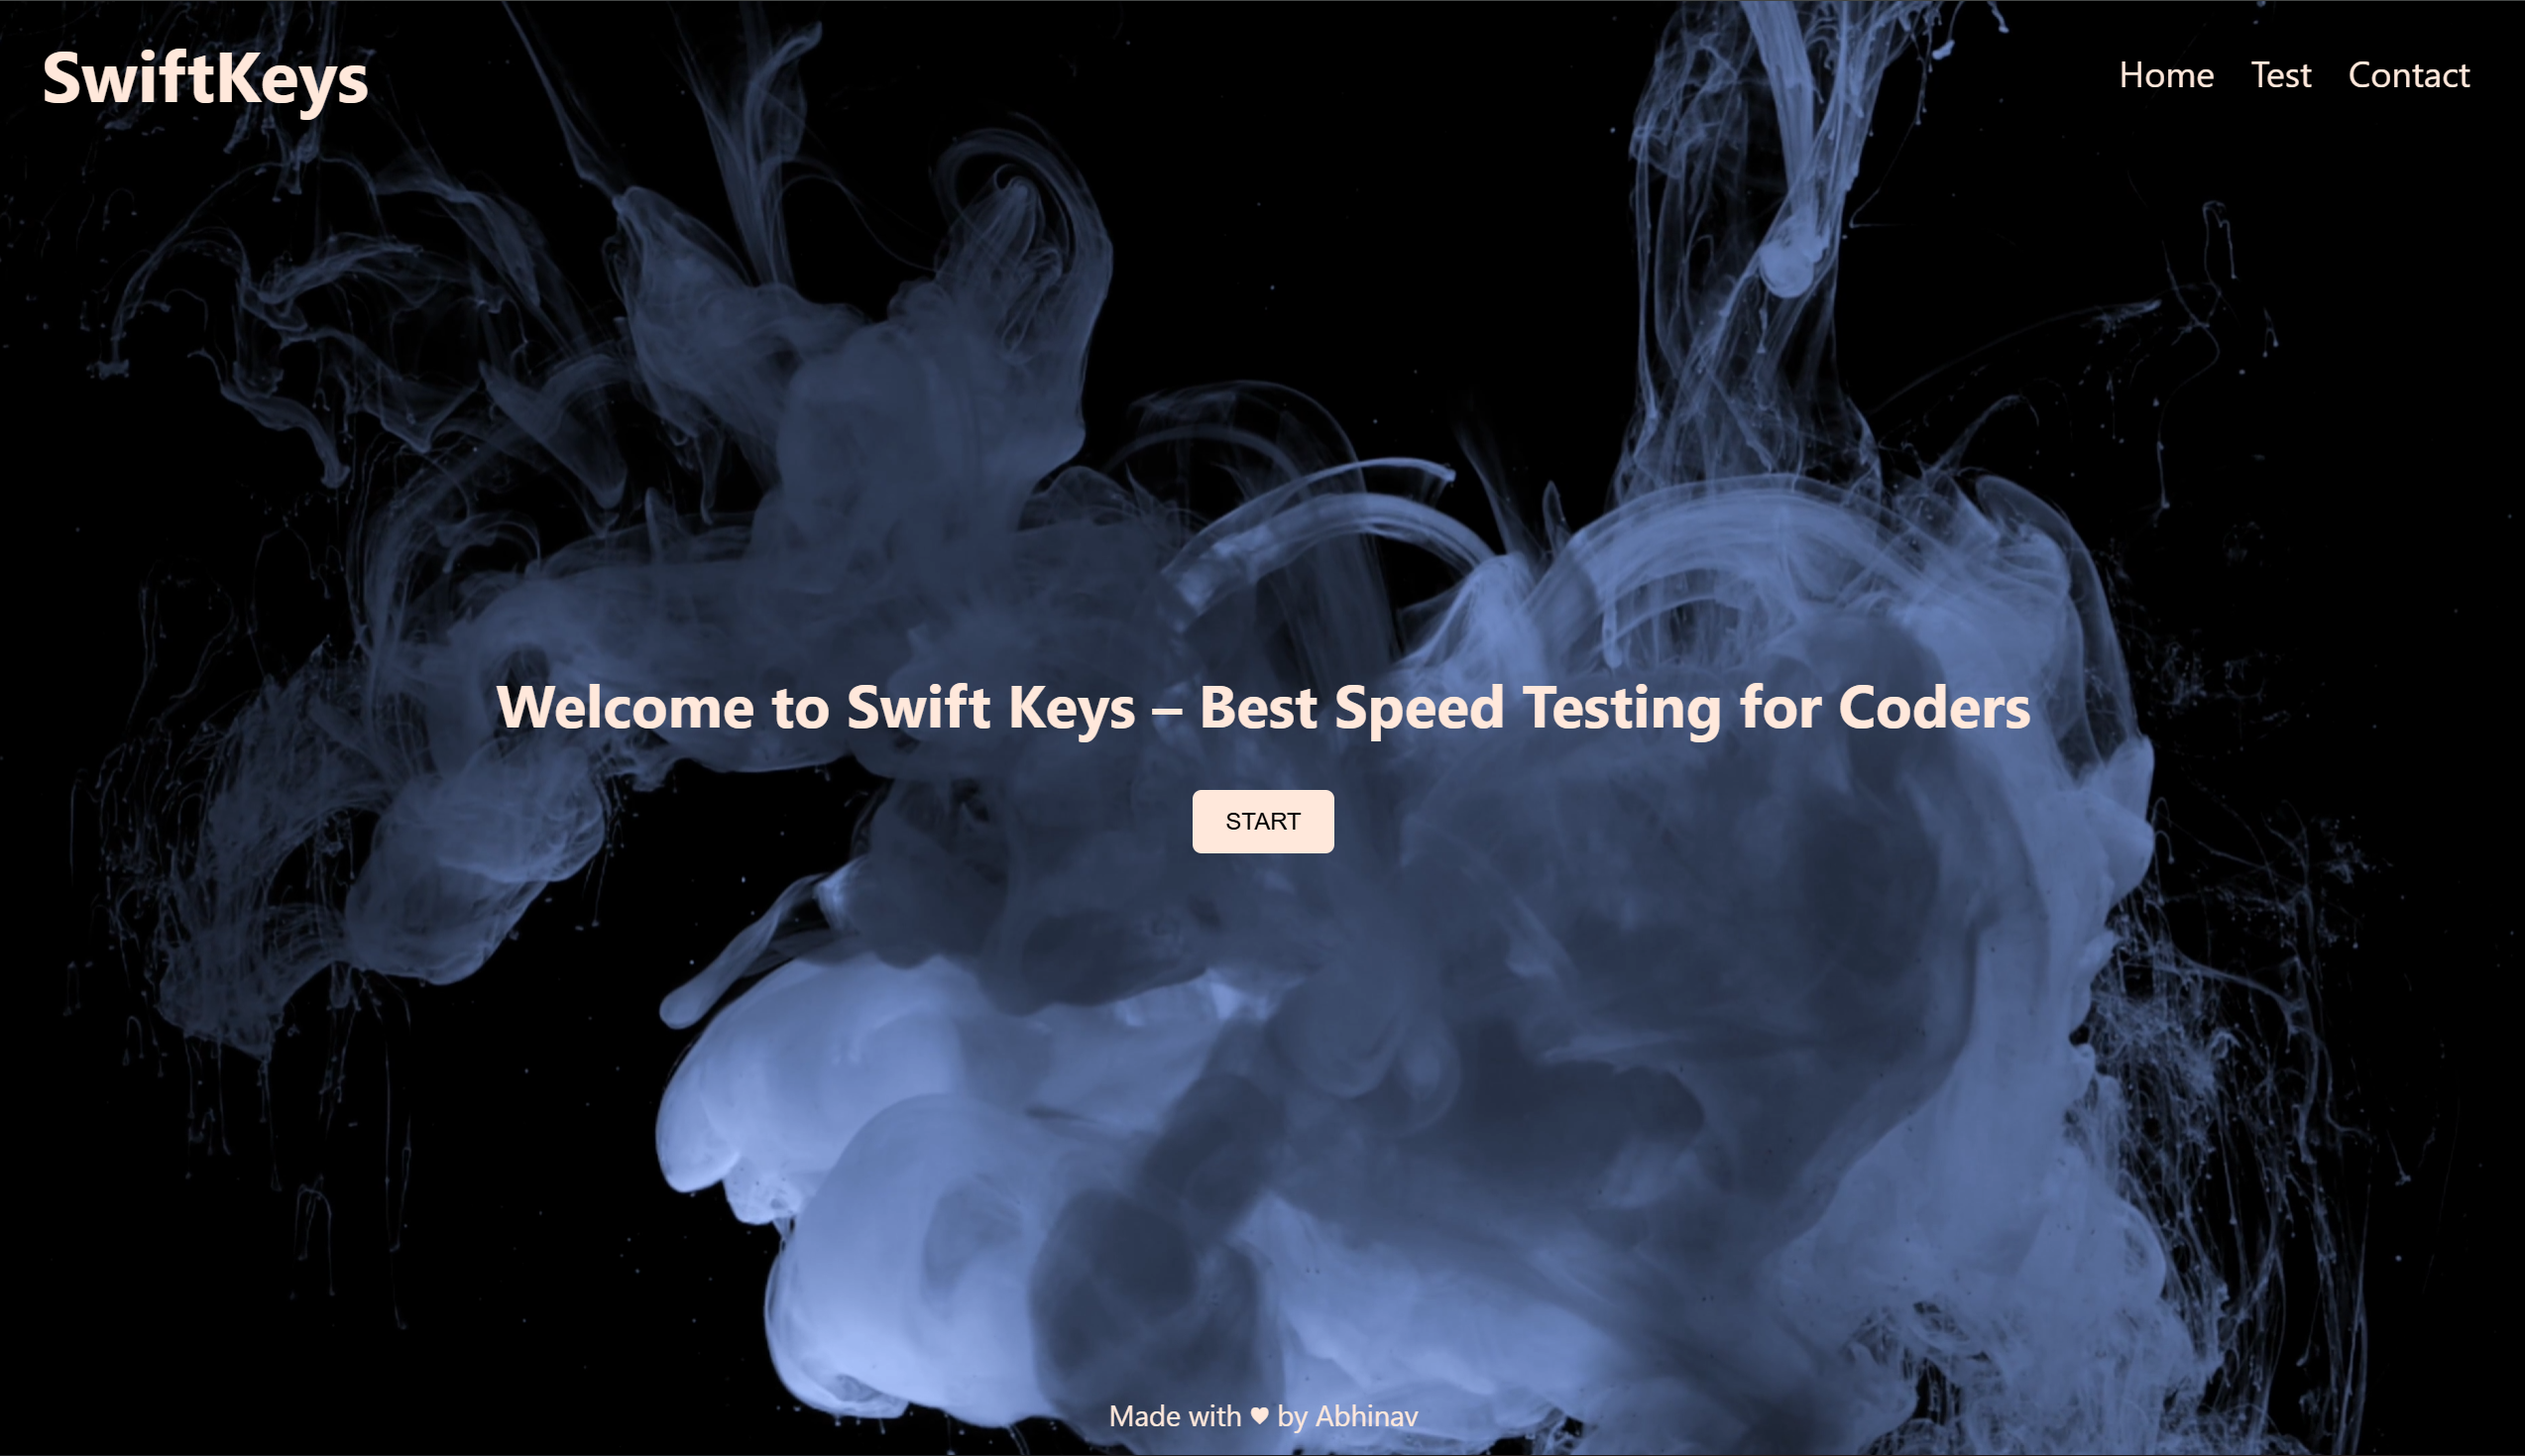 SwiftKeys
Home Test Contact
Welcome to Swift Keys – Best Speed Testing for Coders
START
Made with ♥ by Abhinav